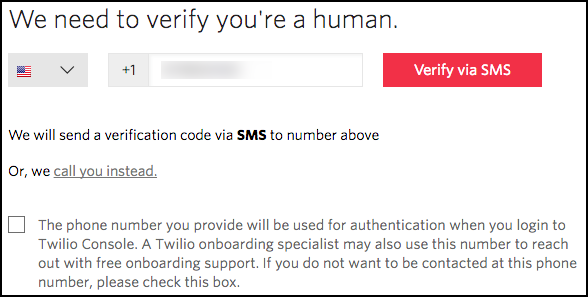 We need to verify you're a human.
+1
Verify via SMS
We will send a verification code via SMS to number above
Or, we call you instead.
The phone number you provide will be used for authentication when you login to
Twilio Console. A Twilio onboarding specialist may also use this number to reach
out with free onboarding support. If you do not want to be contacted at this phone
number, please check this box.